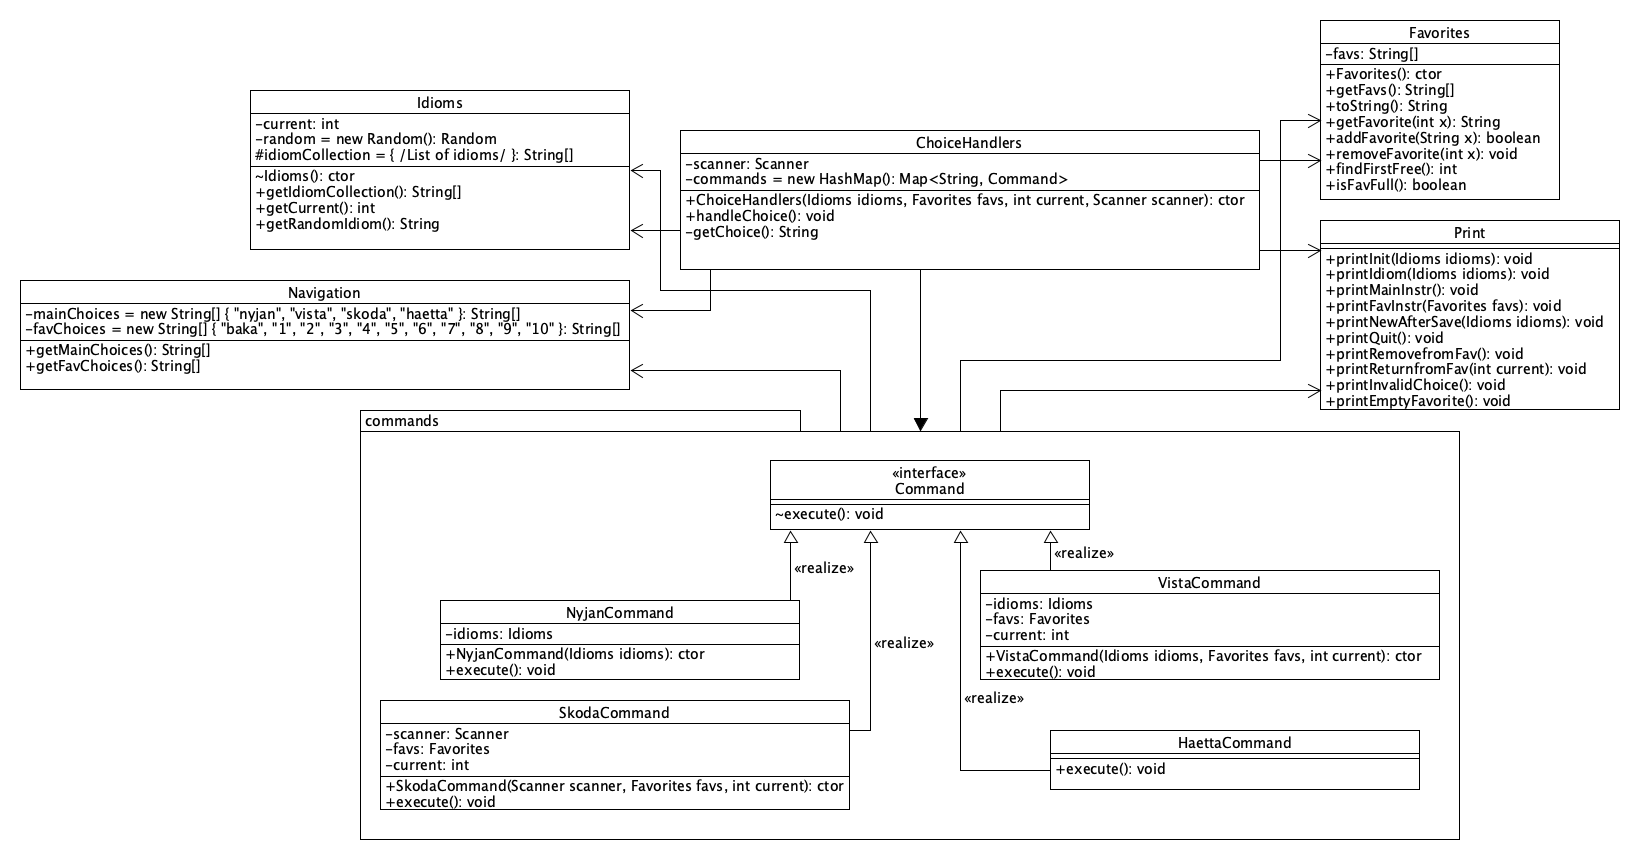 Favorites
-favs: String[]
+Favorites(): ctor
+getFavs(): String[]
+toString(): String
+getFavorite(int x): String
+addFavorite(String x): boolean
+removeFavorite(int x): void
+findFirstFree(): int
+isFavFull(): boolean
Idioms
-current: int
-random = new Random(): Random
#idiomCollection = { /List of idioms/ }: String[]
~Idioms(): ctor
+getIdiomCollection(): String[]
+getCurrent(): int
+getRandomIdiom(): String
ChoiceHandlers
-scanner: Scanner
-commands = new HashMap(): Map<String, Command>
+ChoiceHandlers(Idioms idioms, Favorites favs, int current, Scanner scanner): ctor
+handleChoice(): void
-getChoice(): String
Print
+printInit(Idioms idioms): void
+printIdiom(Idioms idioms): void
+printMainInstr(): void
+printFavInstr(Favorites favs): void
+printNewAfterSave(Idioms idioms): void
+printQuit(): void
+printRemovefromFav(): void
+printReturnfromFav(int current): void
+printInvalidChoice(): void
+printEmptyFavorite(): void
Navigation
-mainChoices = new String[] { "nyjan", "vista", "skoda", "haetta" }: String[]
-favChoices = new String[] { "baka", "1", "2", "3", "4", "5", "6", "7", "8", "9", "10" }: String[]
+getMainChoices(): String[]
+getFavChoices(): String[]
commands
«interface»
Command
~execute(): void
«realize»
«realize»
«realize»
«realize»
NyjanCommand
-idioms: Idioms
+NyjanCommand(Idioms idioms): ctor
+execute(): void
VistaCommand
-idioms: Idioms
-favs: Favorites
-current: int
+VistaCommand(Idioms idioms, Favorites favs, int current): ctor
+execute(): void
SkodaCommand
-scanner: Scanner
-favs: Favorites
-current: int
+SkodaCommand(Scanner scanner, Favorites favs, int current): ctor
+execute(): void
HaettaCommand
+execute(): void